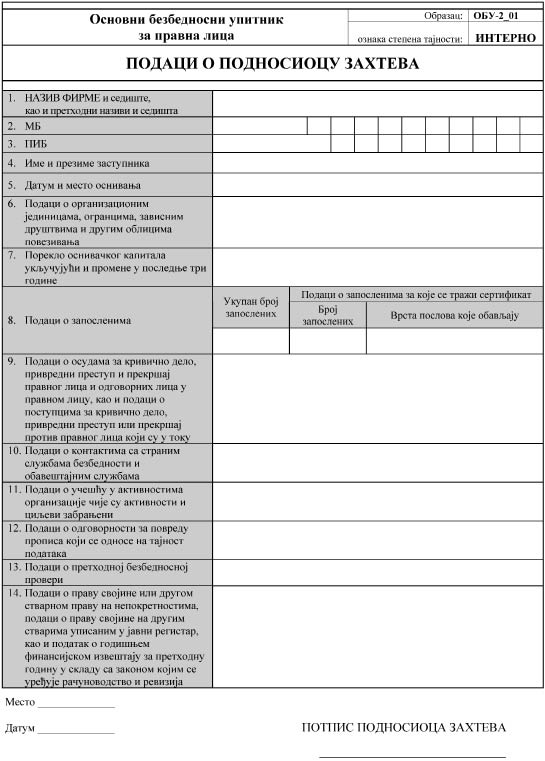 Основни безбедносни упитник
за правна лица
Образац: ОБУ-2_01
ознака степена тајности: ИНТЕРНО
ПОДАЦИ О ПОДНОСИОЦУ ЗАХТЕВА
1. НАЗИВ ФИРМЕ и седиште,
као и претходни називи и седишта
2. МБ
3. ПИБ
4. Име и презиме заступника
5. Датум и место оснивања
6. Подаци о организационим
јединицама, огранцима, зависним
друштвима и другим облицима
повезивања
7. Порекло оснивачког капитала
укључујући и промене у последње три
године
8. Подаци о запосленима
Укупан број
запослених
Подаци о запосленима за које се тражи сертификат
Број
запослених
Врста послова које обављају
9. Подаци о осудама за кривично дело,
привредни преступ и прекршај
правног лица и одговорних лица у
правном лицу, као и подаци о
поступцима за кривично дело,
привредни преступ или прекршај
против правног лица који су у току
10. Подаци о контактима са страним
службама безбедности и
обавештајним службама
11. Подаци о учешћу у активностима
организације чије су активности и
циљеви забрањени
12. Подаци о одговорности за повреду
прописа који се односе на тајност
података
13. Подаци о претходној безбедносној
провери
14. Подаци о праву својине или другом
стварном праву на непокретностима,
подаци о праву својине на другим
стварима уписаним у јавни регистар,
као и податак о годишњем
финансијском извештају за претходну
годину у складу са законом којим се
уређује рачуноводство и ревизија
Место _______________
Датум _______________
ПОТПИС ПОДНОСИОЦА ЗАХТЕВА